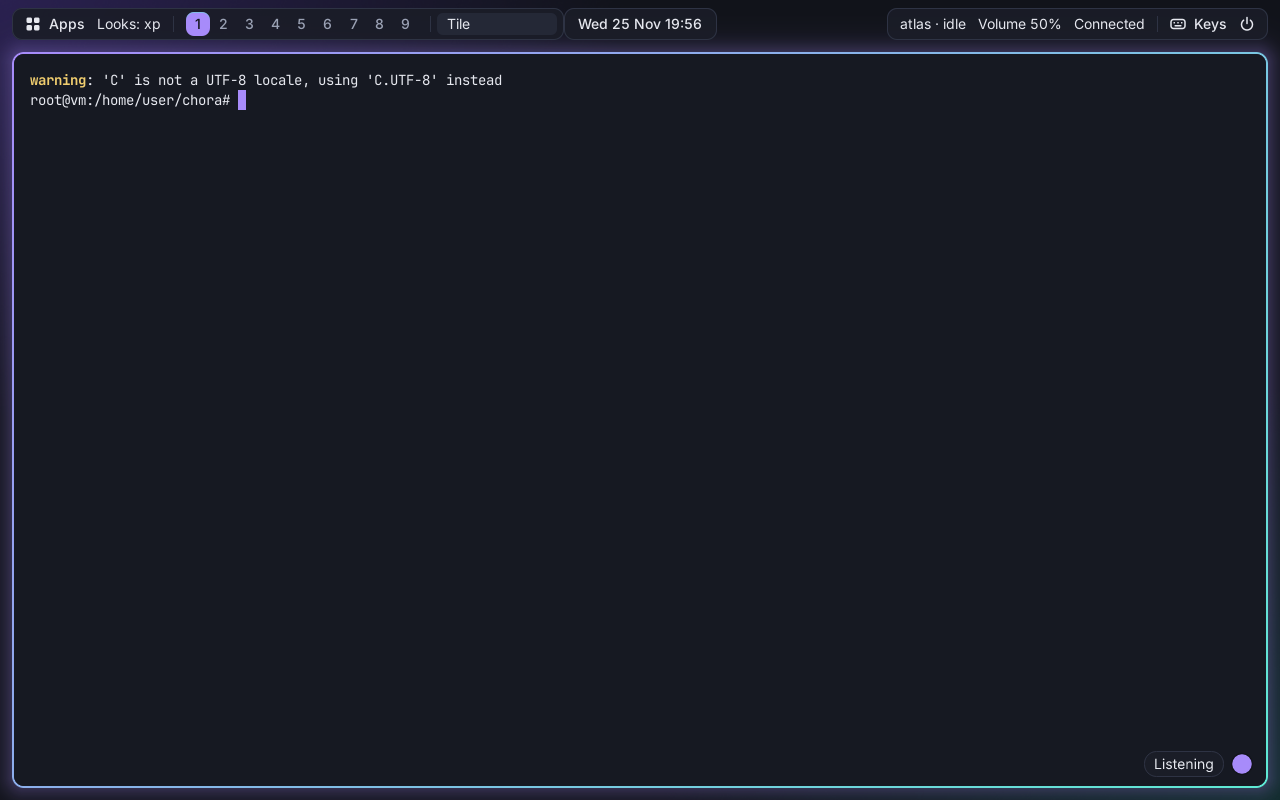 Apps Looks: xp 1 2 3 4 5 6 7 8 9 Tile Wed 25 Nov 19:56 atlas · idle Volume 50% Connected Keys
warning: 'C' is not a UTF-8 locale, using 'C.UTF-8' instead
root@vm:/home/user/chora#
Listening